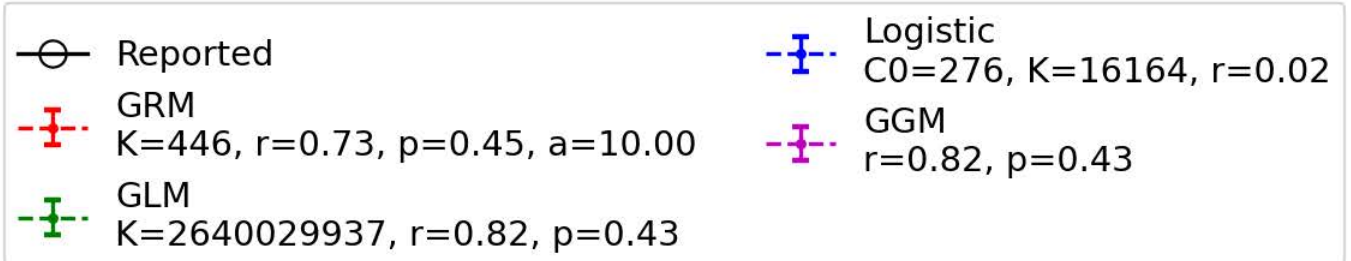 Reported
GRM
K=446, r=0.73, p=0.45, a=10.00
GLM
K=2640029937, r=0.82, p=0.43
Logistic
C0=276, K=16164, r=0.02
GGM
r=0.82, p=0.43